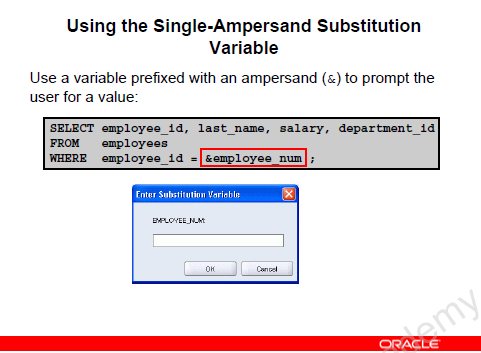 Using the Single-Ampersand Substitution
Variable
Use a variable prefixed with an ampersand (&) to prompt the
user for a value:
SELECT employee_id, last_name, salary, department_id
FROM employees
WHERE employee_id = &employee_num ;
Enter Substitution Variable
EMPLOYEE_NUM:
OK Cancel
ORACLE